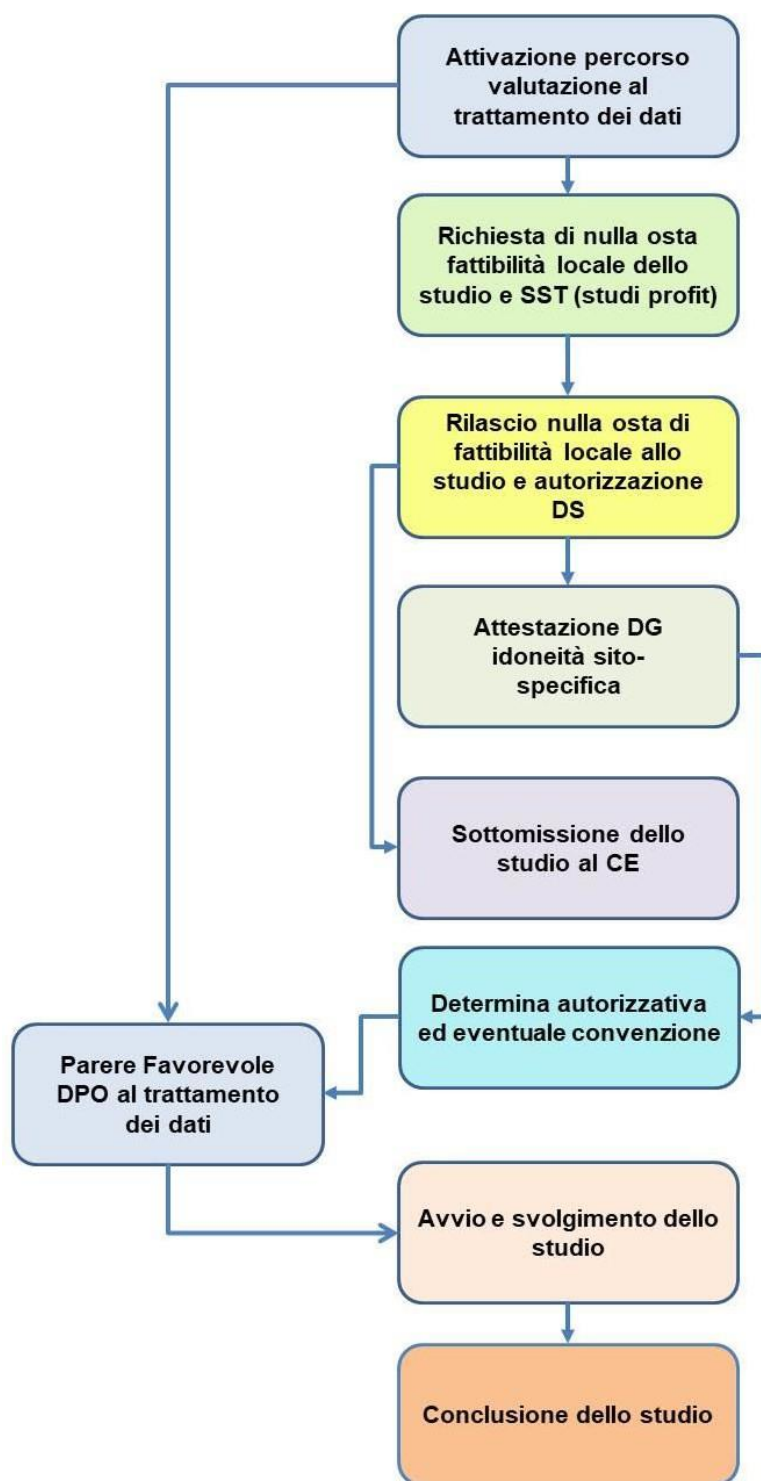 Attivazione percorso
valutazione al
trattamento dei dati
Richiesta di nulla osta
fattibilità locale dello
studio e SST (studi profit)
Rilascio nulla osta di
fattibilità locale allo
studio e autorizzazione
DS
Attestazione DG
idoneità sito-
specifica
Sottomissione dello
studio al CE
Determina autorizzativa
ed eventuale convenzione
Parere Favorevole
DPO al trattamento
dei dati
Avvio e svolgimento dello
studio
Conclusione dello studio